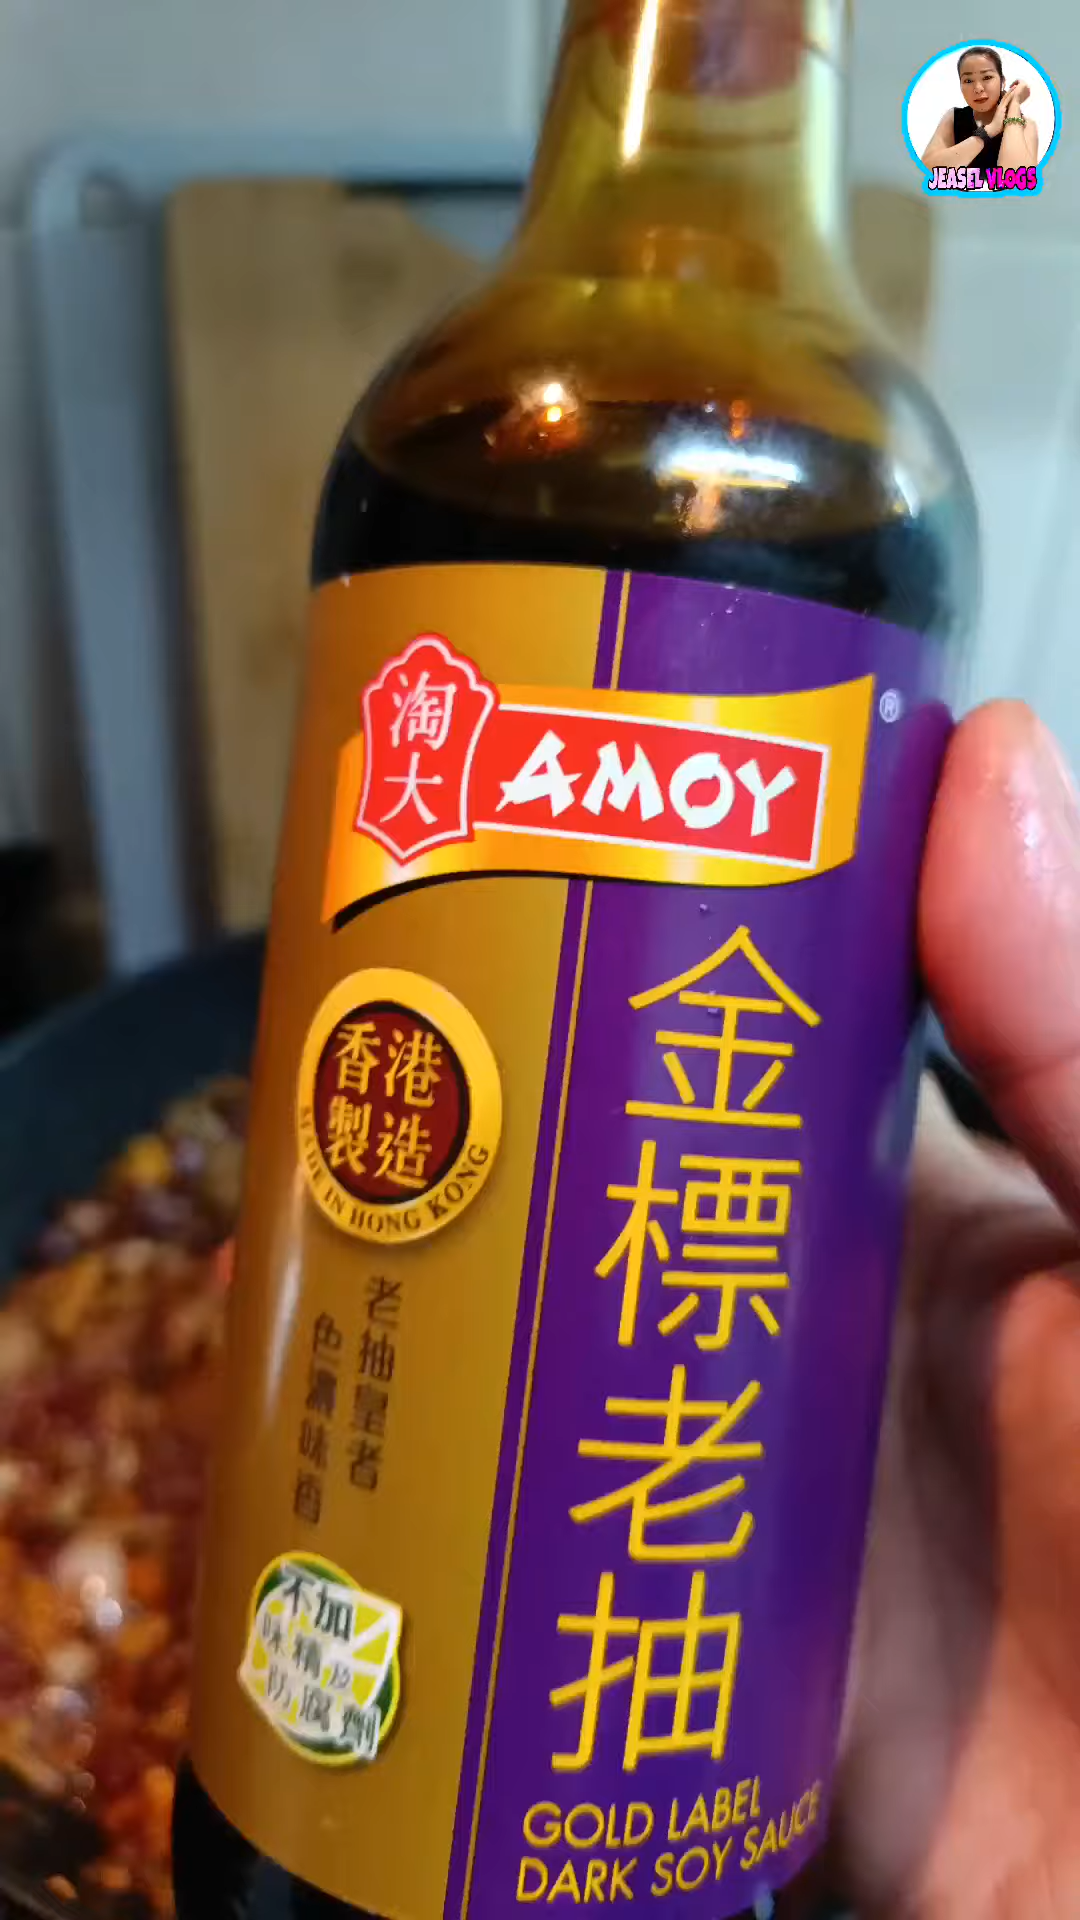 JEASEL VLOGS
淘大
AMOY
®
香港
製造
MADE IN HONG KONG
金標老抽
老抽皇者
色濃味香
不加
味精及
防腐劑
GOLD LABEL
DARK SOY SAUCE